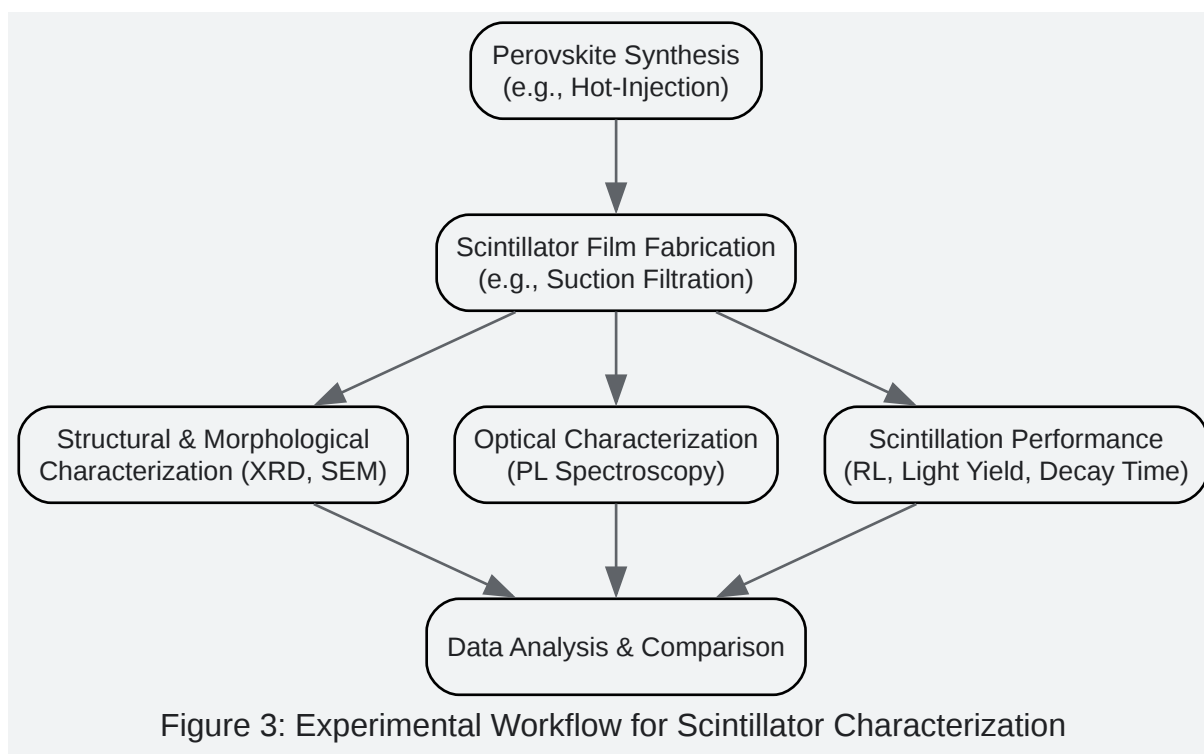 Perovskite Synthesis
(e.g., Hot-Injection)
Scintillator Film Fabrication
(e.g., Suction Filtration)
Structural & Morphological
Characterization (XRD, SEM)
Optical Characterization
(PL Spectroscopy)
Scintillation Performance
(RL, Light Yield, Decay Time)
Data Analysis & Comparison
Figure 3: Experimental Workflow for Scintillator Characterization